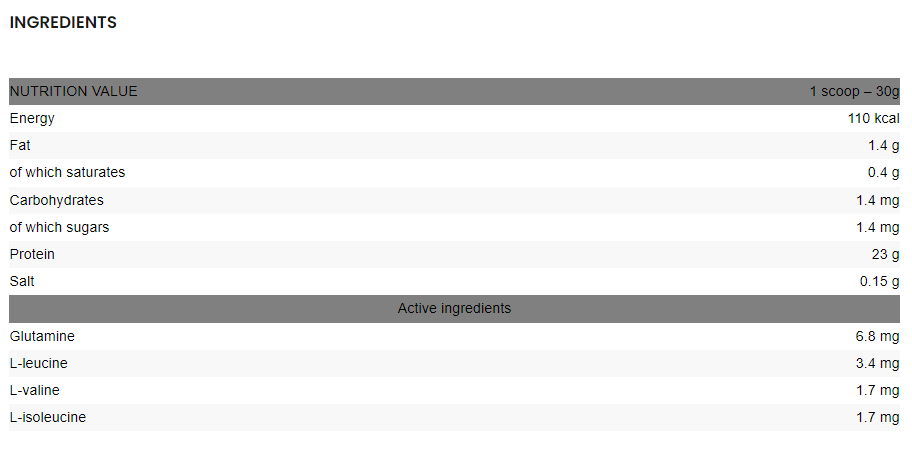 INGREDIENTS
NUTRITION VALUE 1 scoop – 30g
Energy 110 kcal
Fat 1.4 g
of which saturates 0.4 g
Carbohydrates 1.4 mg
of which sugars 1.4 mg
Protein 23 g
Salt 0.15 g
Active ingredients
Glutamine 6.8 mg
L-leucine 3.4 mg
L-valine 1.7 mg
L-isoleucine 1.7 mg